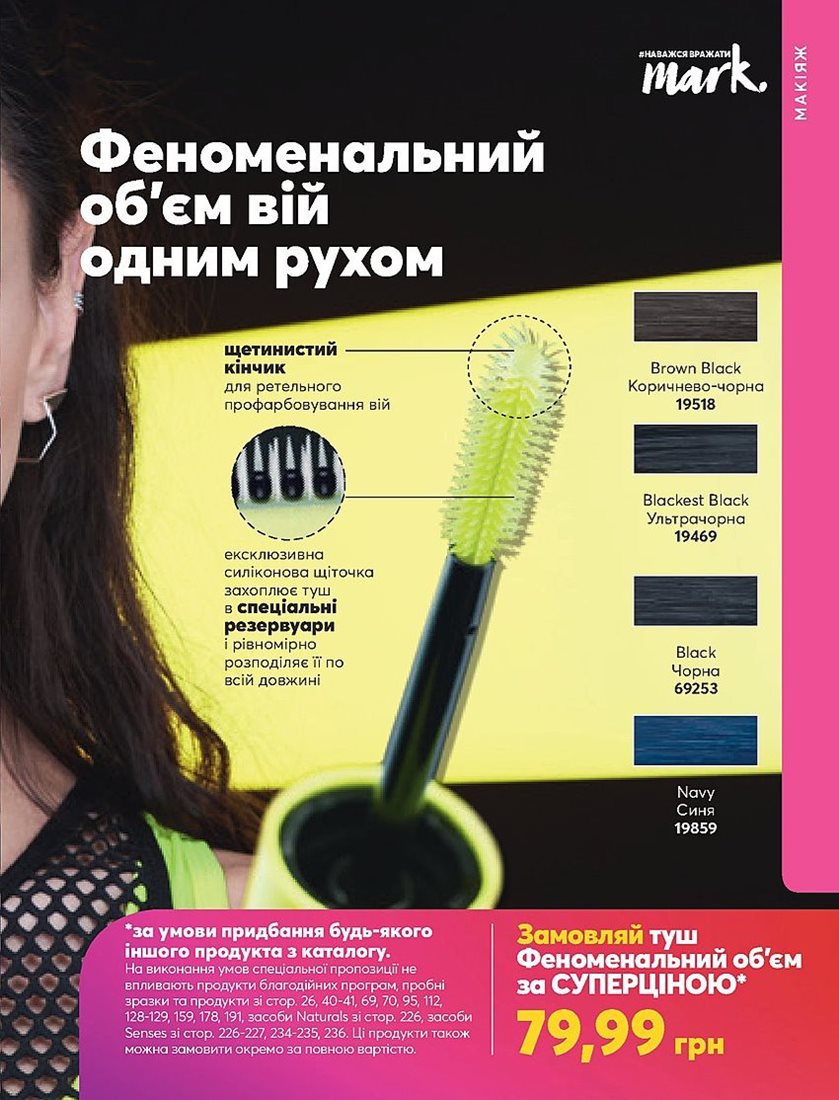 #НАВАЖСЯ ВРАЖАТИ
mark.
МАКІЯЖ
Феноменальний
об'єм вій
одним рухом
щетинистий
кінчик
для ретельного
профарбовування вій
ексклюзивна
силіконова щіточка
захоплює туш
в спеціальні
резервуари
і рівномірно
розподіляє її по
всій довжині
Brown Black
Коричнево-чорна
19518
Blackest Black
Ультрачорна
19469
Black
Чорна
69253
Navy
Синя
19859
*за умови придбання будь-якого
іншого продукта з каталогу.
На виконання умов спеціальної пропозиції не
впливають продукти благодійних програм, пробні
зразки та продукти зі стор. 26, 40-41, 69, 70, 95, 112,
128-129, 159, 178, 191, засоби Naturals зі стор. 226, засоби
Senses зі стор. 226-227, 234-235, 236. Ці продукти також
можна замовити окремо за повною вартістю.
Замовляй туш
Феноменальний об'єм
за СУПЕРЦІНОЮ*
79,99 грн